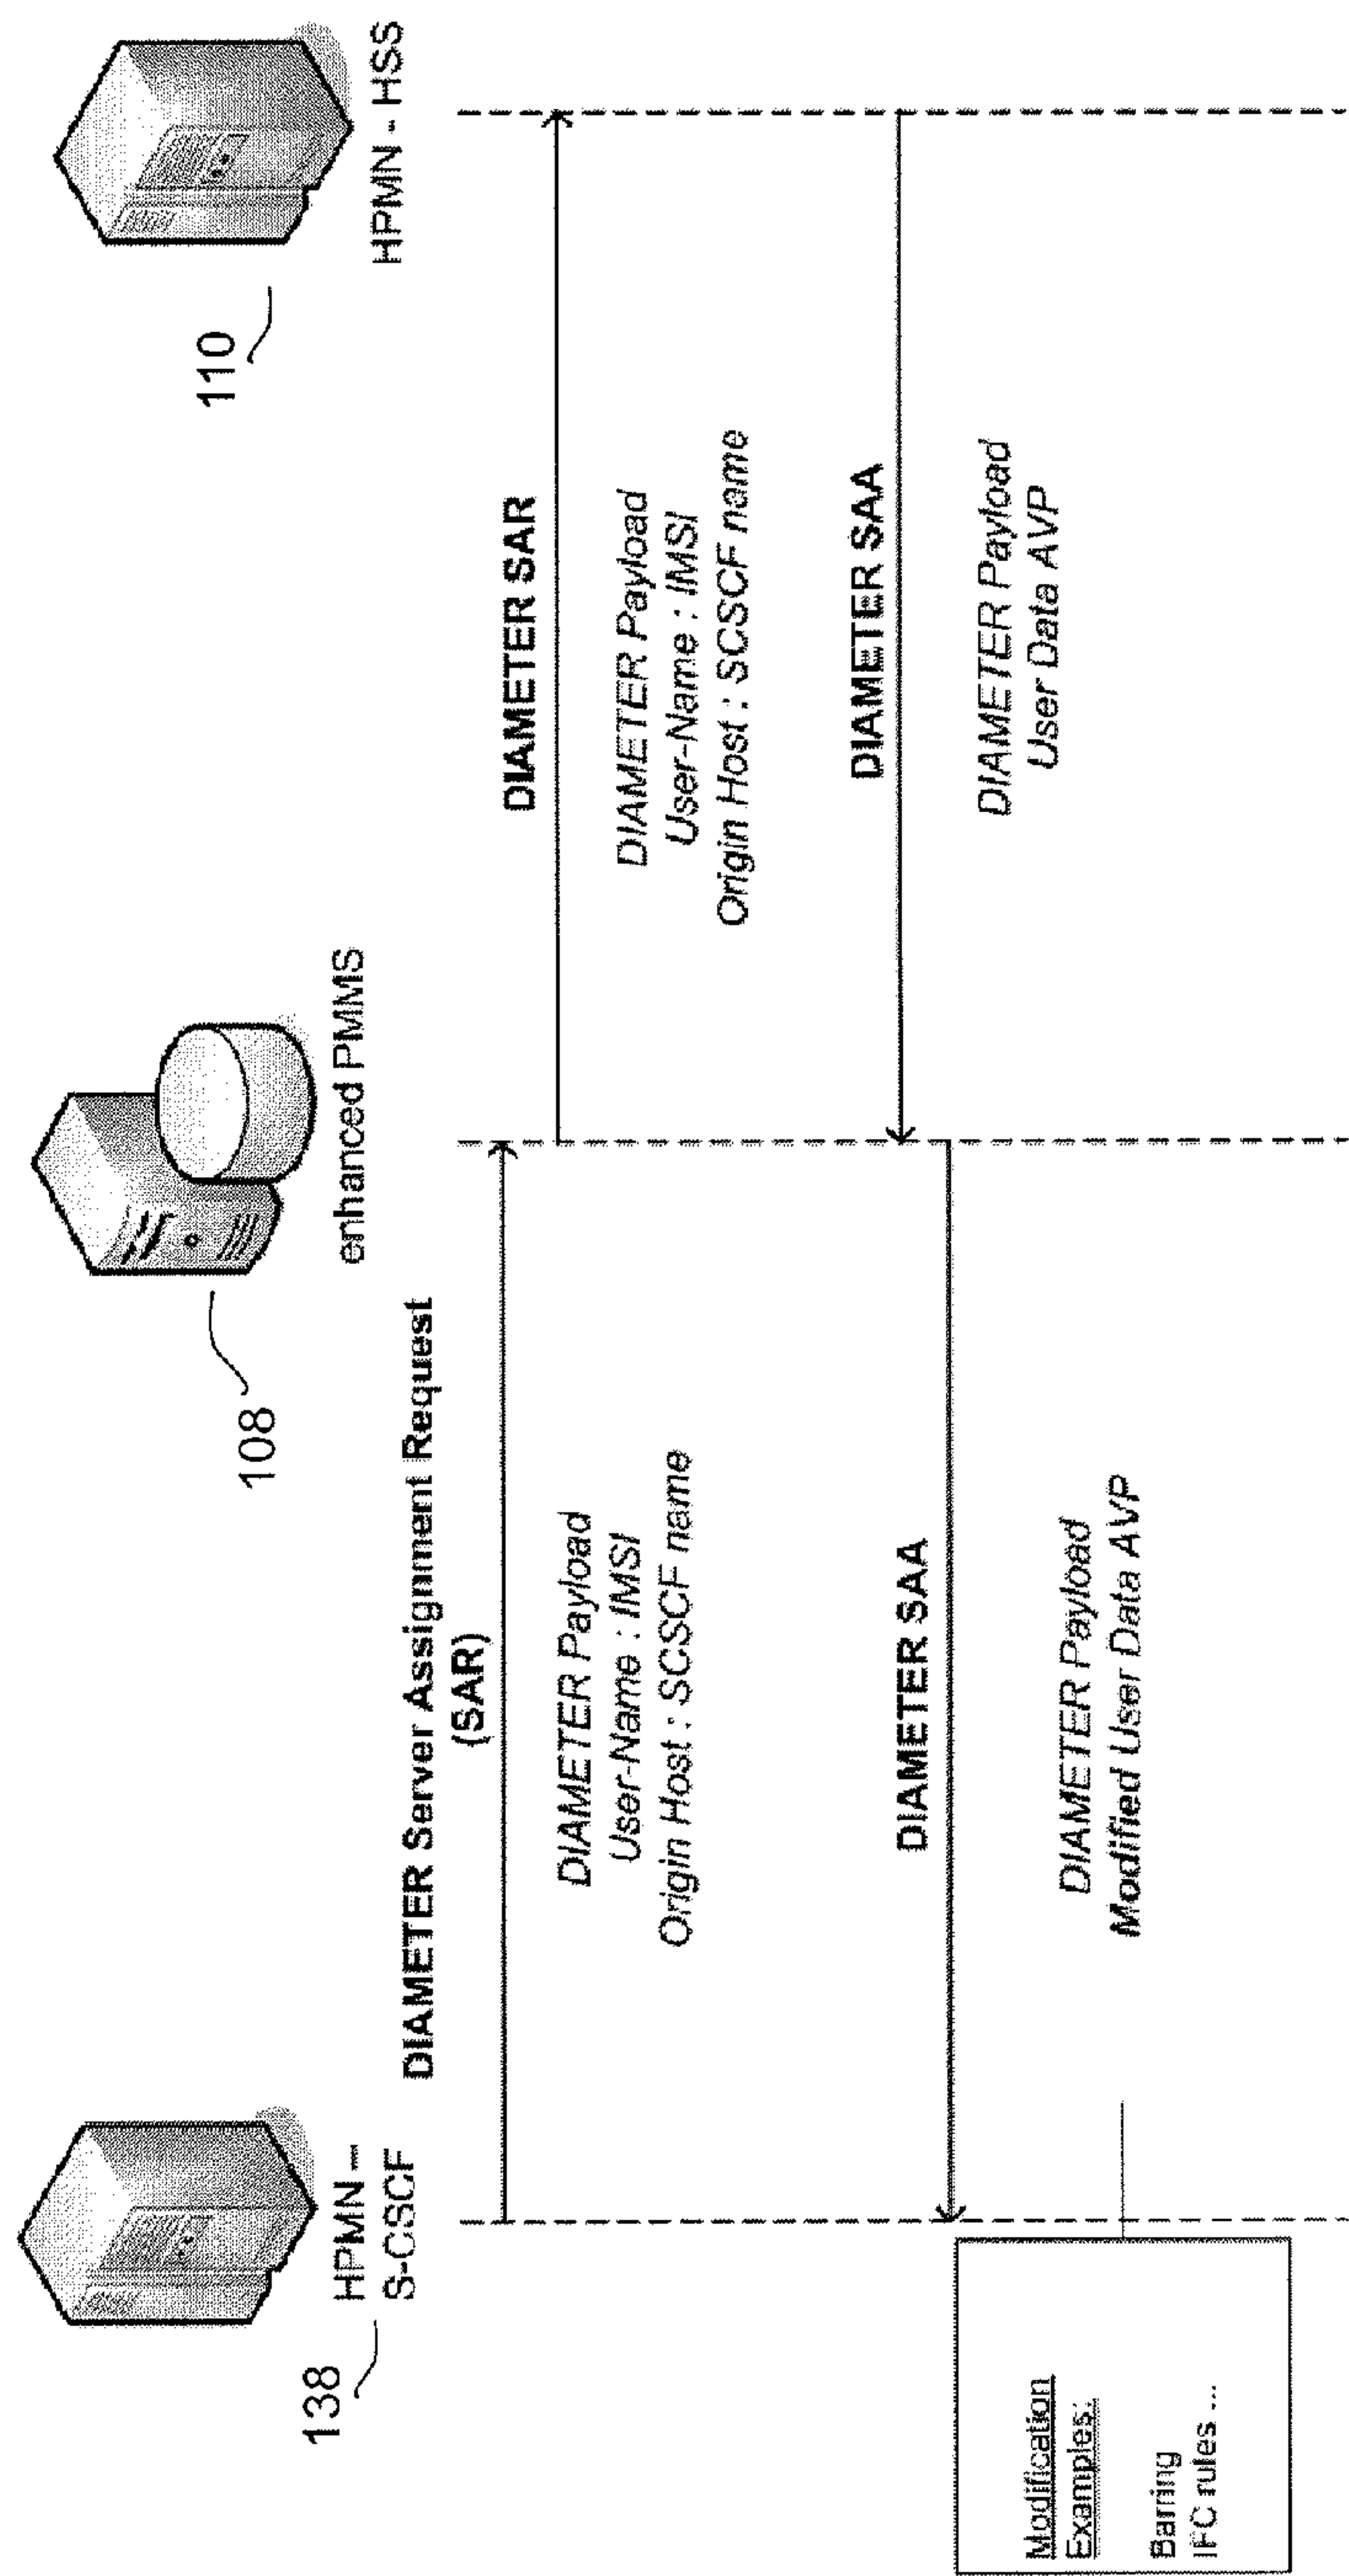 138
HPMN –
S-CSCF
108
enhanced PMMS
110
HPMN - HSS
DIAMETER Server Assignment Request
(SAR)
DIAMETER Payload
User-Name : IMSI
Origin Host : SCSCF name
DIAMETER SAR
DIAMETER Payload
User-Name : IMSI
Origin Host : SCSCF name
DIAMETER SAA
DIAMETER Payload
User Data AVP
DIAMETER SAA
DIAMETER Payload
Modified User Data AVP
Modification
Examples:
Barring
IFC rules ...